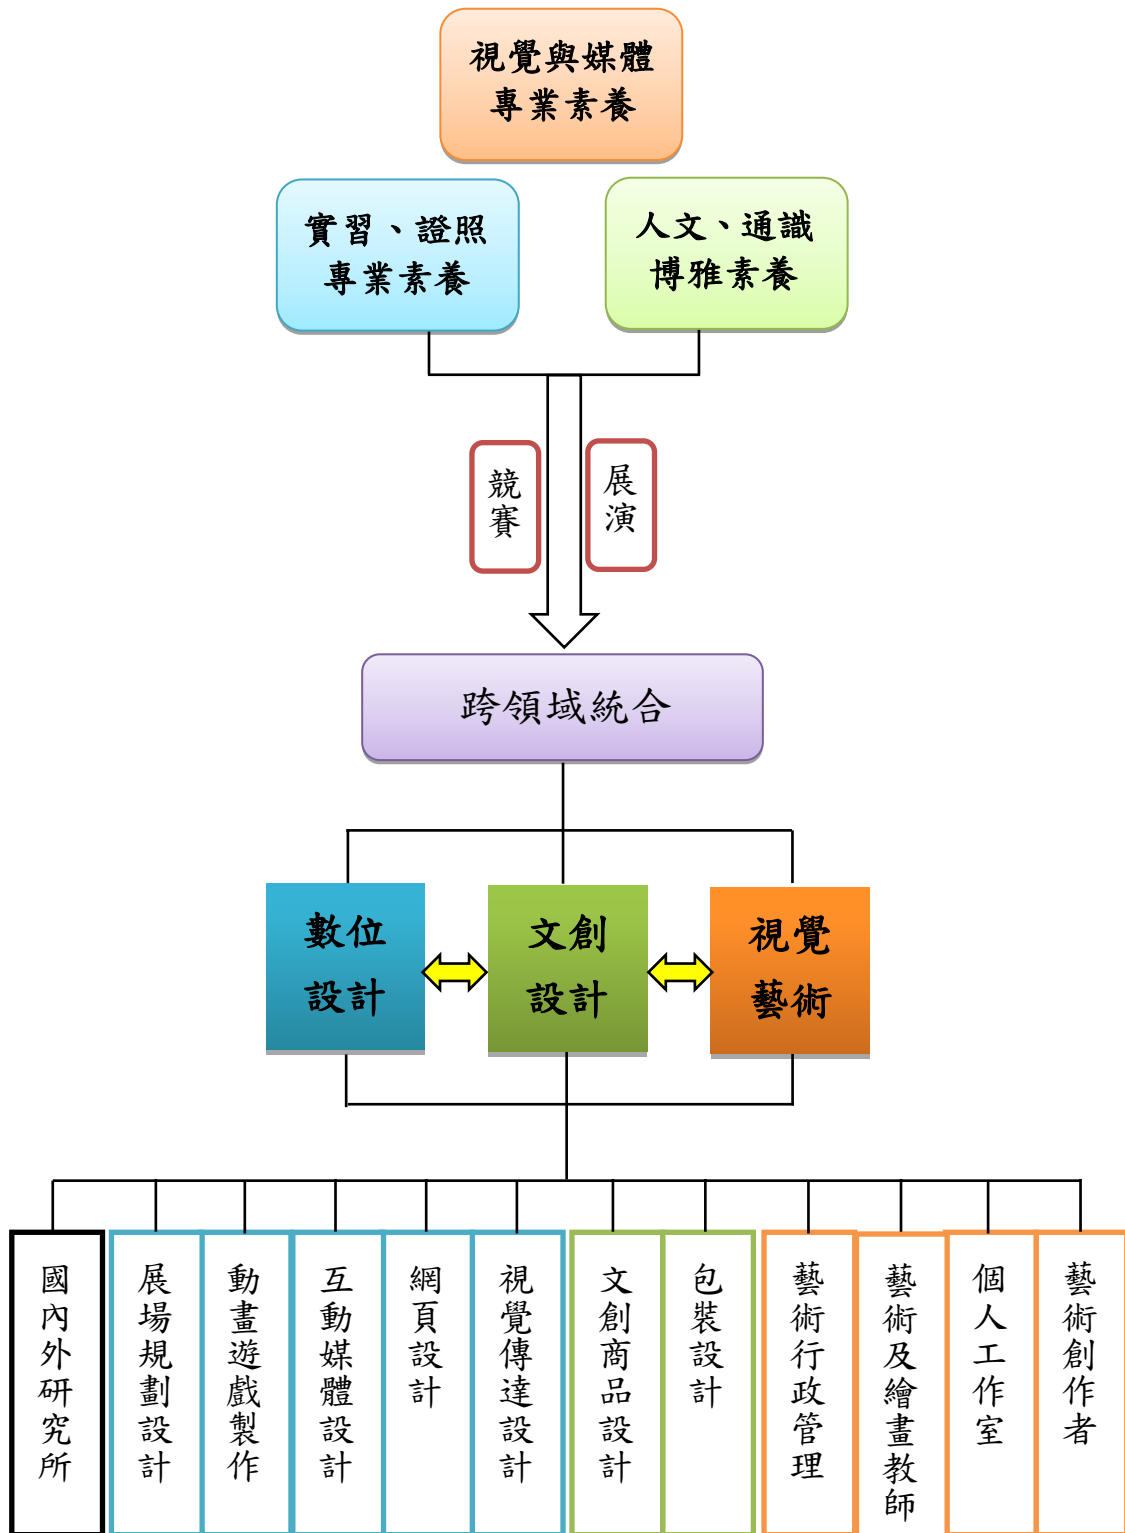 視覺與媒體
專業素養
實習、證照
專業素養
人文、通識
博雅素養
競賽
展演
跨領域統合
數位
設計
文創
設計
視覺
藝術
國內外研究所
展場規劃設計
動畫遊戲製作
互動媒體設計
網頁設計
視覺傳達設計
文創商品設計
包裝設計
藝術行政管理
藝術及繪畫教師
個人工作室
藝術創作者